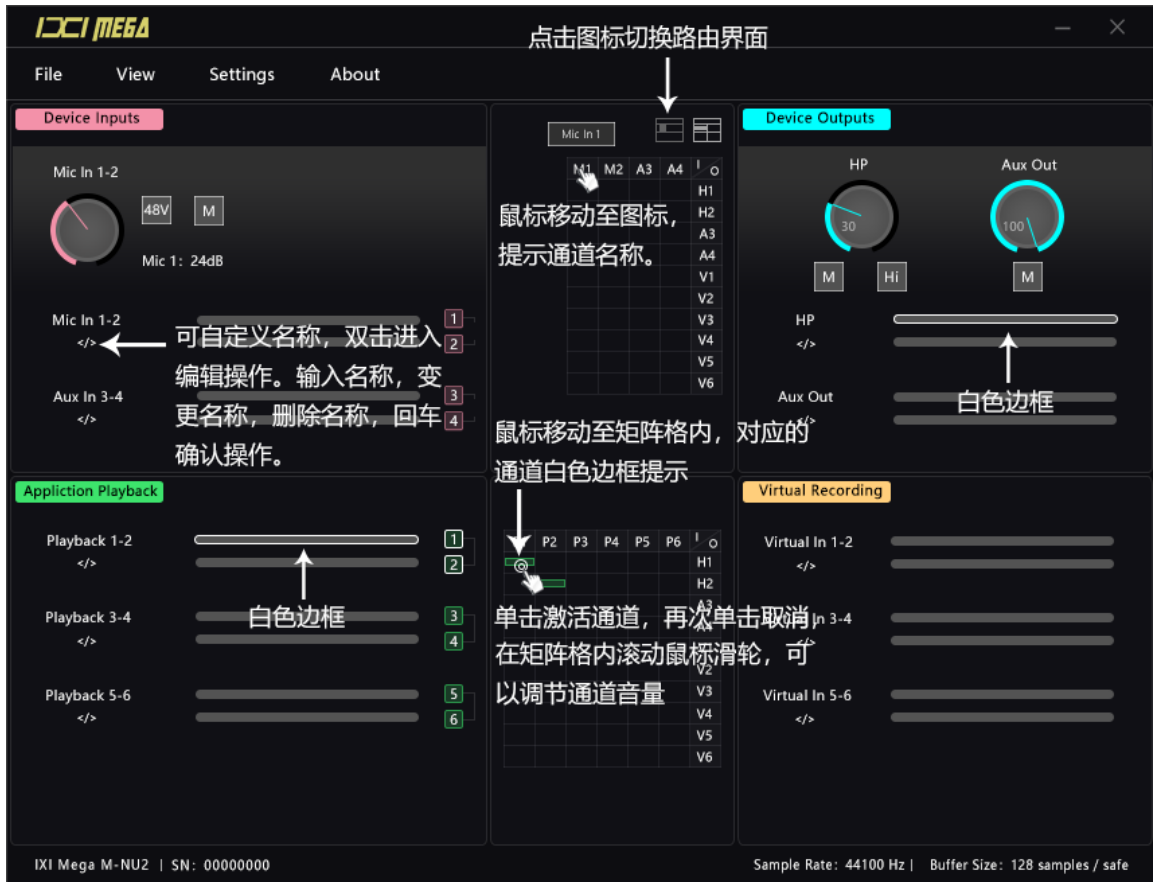 IXI MEGA
点击图标切换路由界面
File View Settings About
Device Inputs
Mic In 1-2
48V M
Mic 1: 24dB
Mic In 1-2
</>
1
2
可自定义名称，双击进入
编辑操作。输入名称，变
更名称，删除名称，回车
确认操作。
Aux In 3-4
</>
3
4
Mic In 1
M1 M2 A3 A4 I O
H1
H2
A3
A4
V1
V2
V3
V4
V5
V6
鼠标移动至图标，
提示通道名称。
鼠标移动至矩阵格内，对应的
通道白色边框提示
Device Outputs
HP Aux Out
30 100
M Hi M
HP
</>
白色边框
Aux Out
</>
Appliction Playback
Playback 1-2
</>
1
2
白色边框
Playback 3-4
</>
3
4
Playback 5-6
</>
5
6
P2 P3 P4 P5 P6 I O
H1
H2
A3
A4
V2
V3
V4
V5
V6
单击激活通道，再次单击取消，
在矩阵格内滚动鼠标滑轮，可
以调节通道音量
Virtual Recording
Virtual In 1-2
</>
n 3-4
</>
Virtual In 5-6
</>
IXI Mega M-NU2 | SN: 00000000
Sample Rate: 44100 Hz | Buffer Size: 128 samples / safe